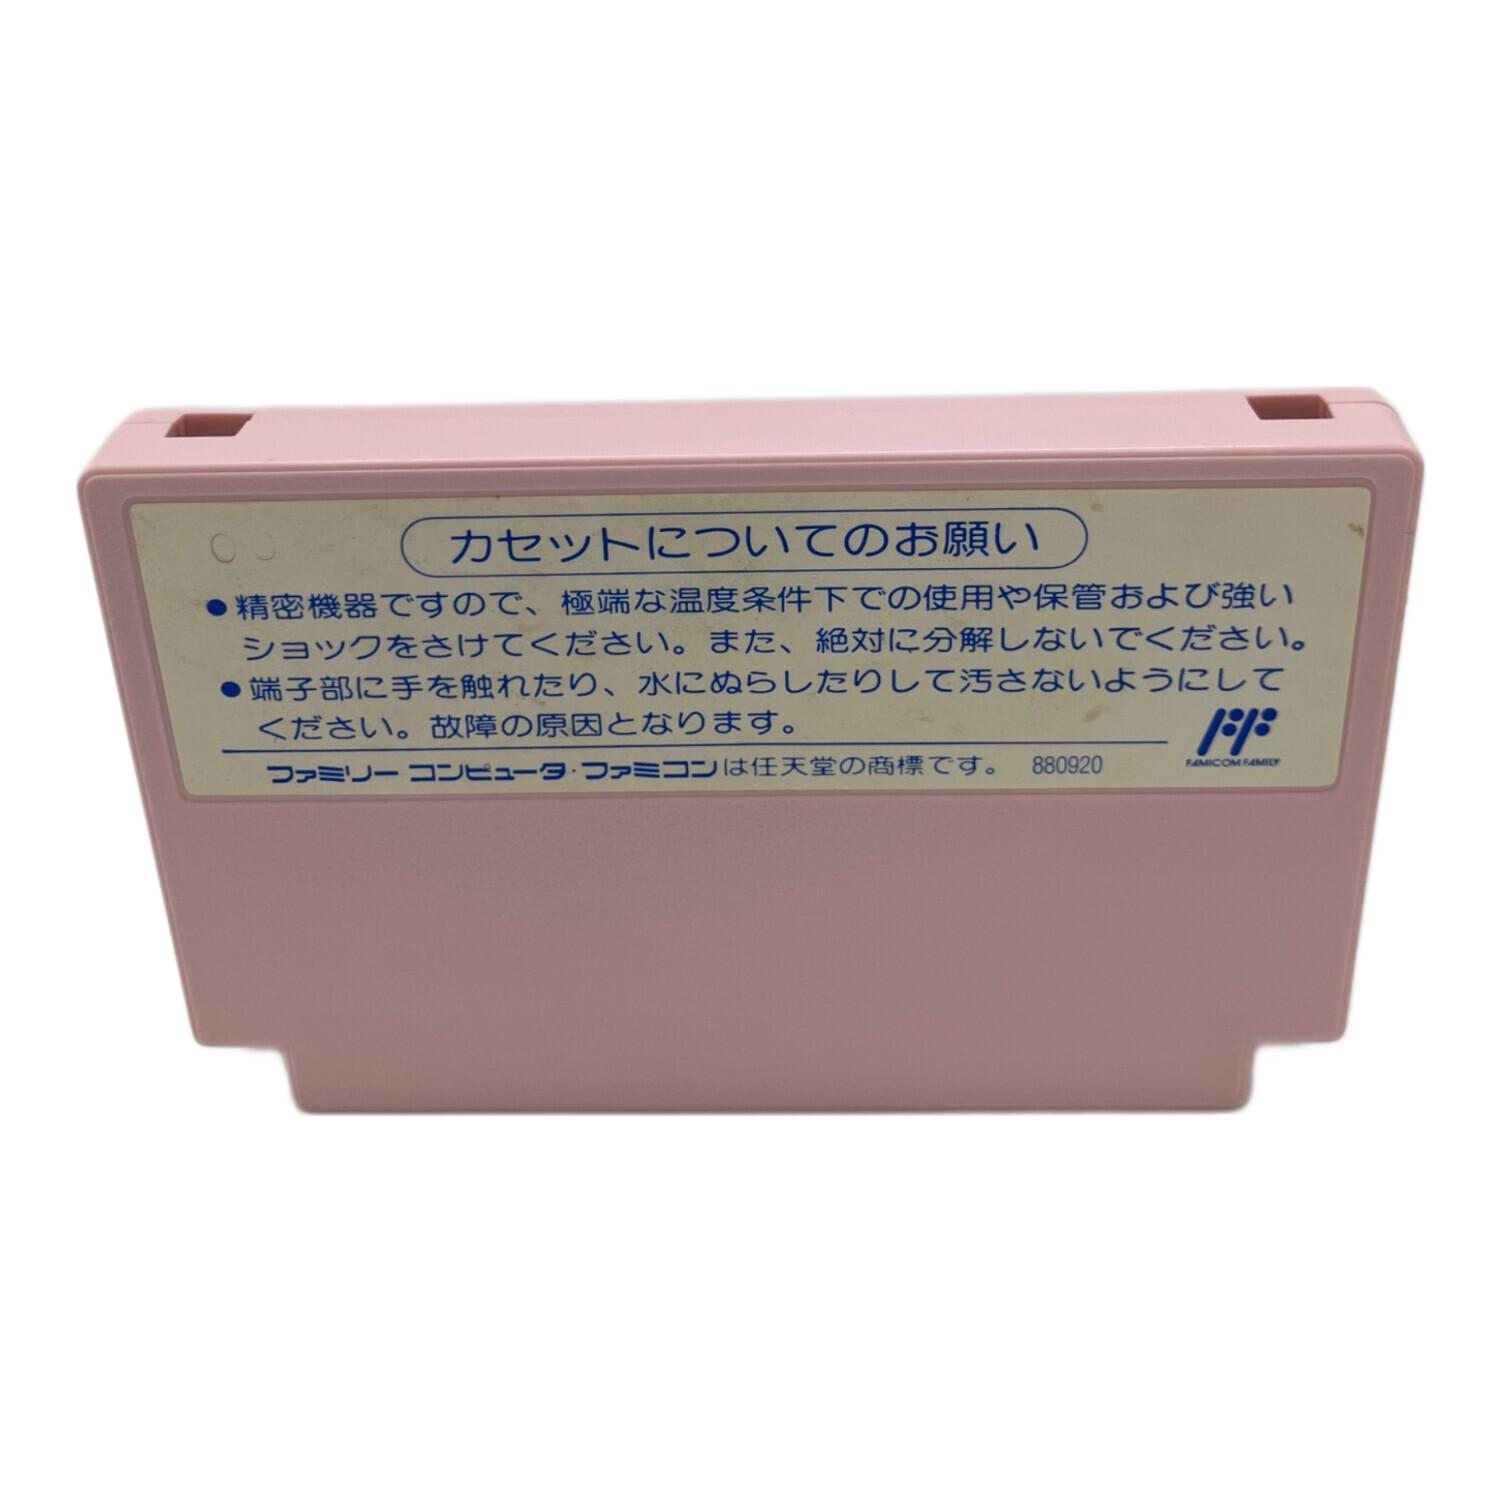 カセットについてのお願い
●精密機器ですので、極端な温度条件下での使用や保管および強い
ショックをさけてください。また、絶対に分解しないでください。
●端子部に手を触れたり、水にぬらしたりして汚さないようにして
ください。故障の原因となります。
ファミリー コンピュータ・ファミコンは任天堂の商標です。 880920
FAMICOM FAMILY